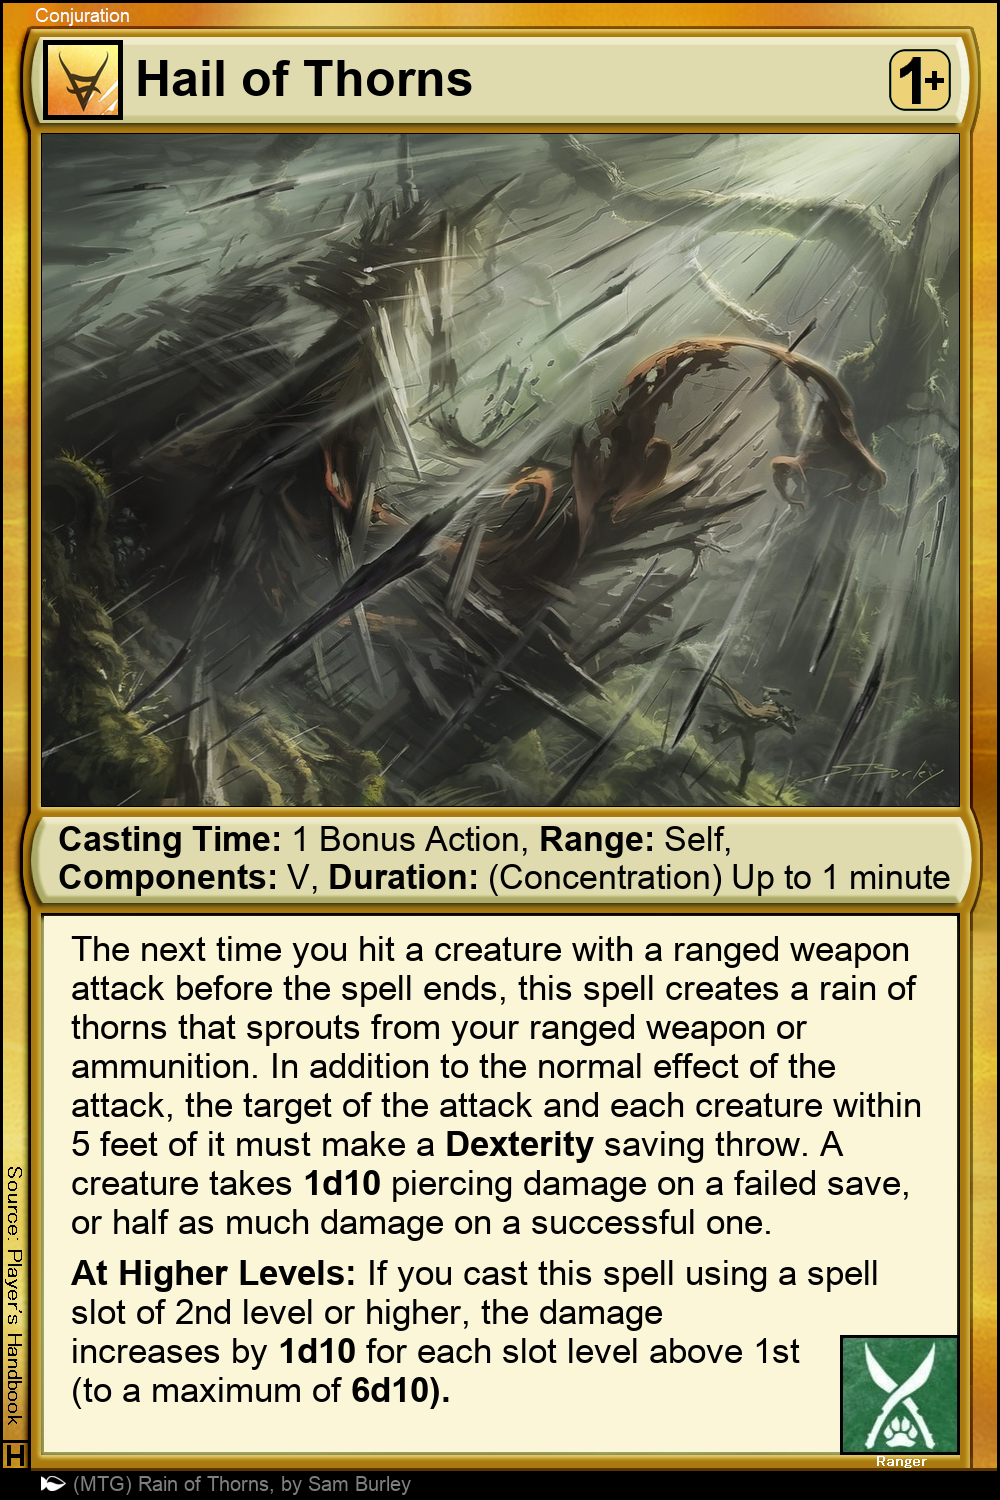 Conjuration
Hail of Thorns
1+
Burley
Casting Time: 1 Bonus Action, Range: Self,
Components: V, Duration: (Concentration) Up to 1 minute
The next time you hit a creature with a ranged weapon
attack before the spell ends, this spell creates a rain of
thorns that sprouts from your ranged weapon or
ammunition. In addition to the normal effect of the
attack, the target of the attack and each creature within
5 feet of it must make a Dexterity saving throw. A
creature takes 1d10 piercing damage on a failed save,
or half as much damage on a successful one.
At Higher Levels: If you cast this spell using a spell
slot of 2nd level or higher, the damage
increases by 1d10 for each slot level above 1st
(to a maximum of 6d10).
Ranger
Source: Player's Handbook
H
(MTG) Rain of Thorns, by Sam Burley